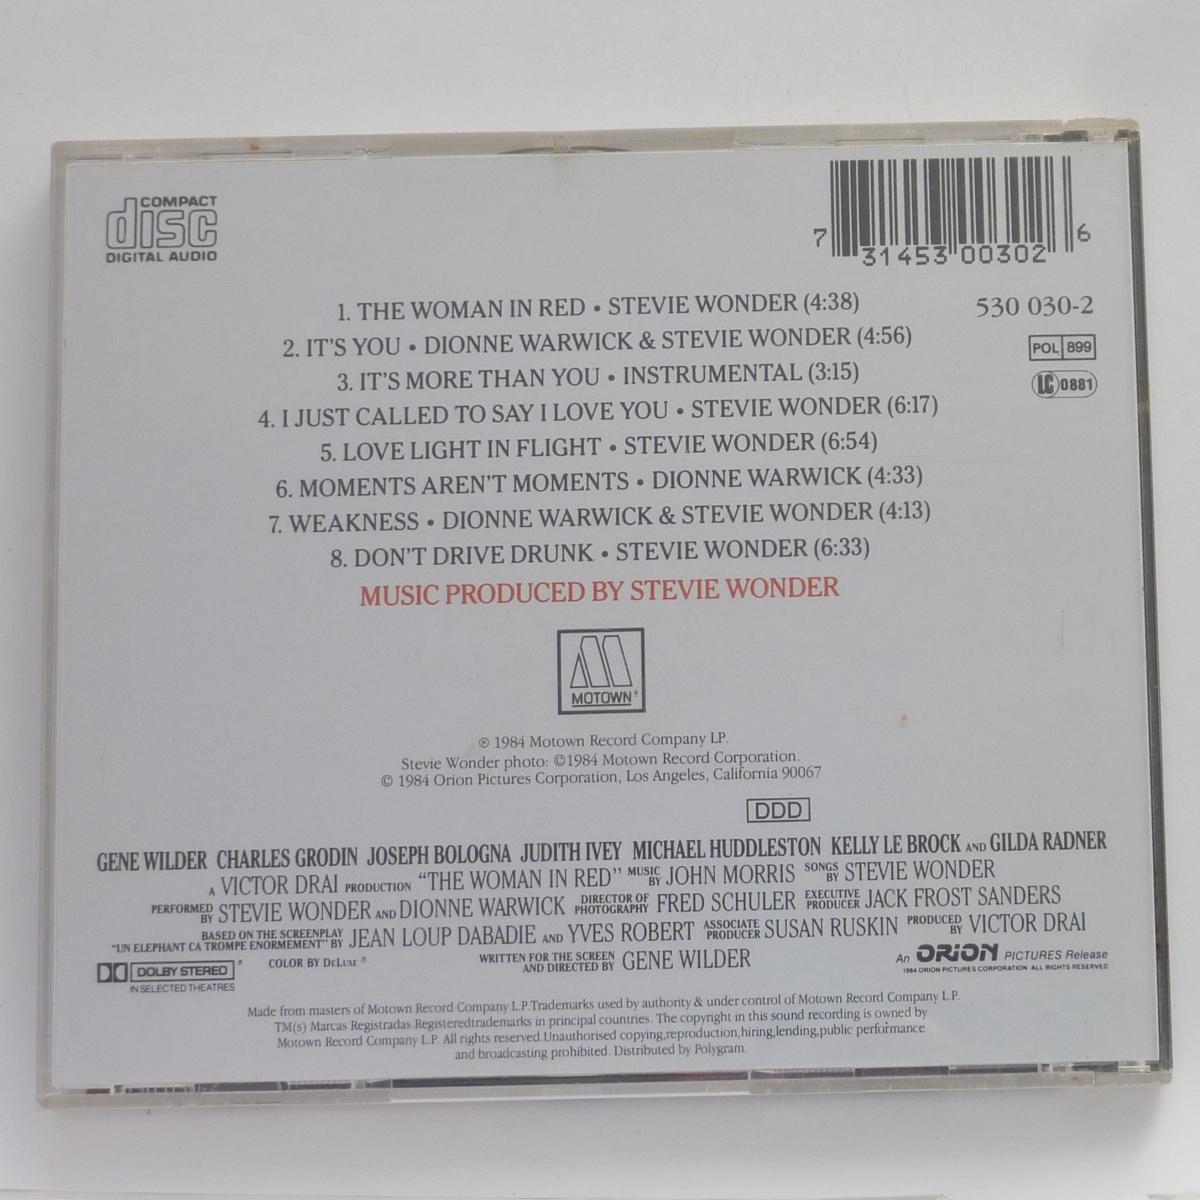 COMPACT
disc
DIGITAL AUDIO
7 31453 00302 6
530 030-2
POL 899
LC 0881
1. THE WOMAN IN RED • STEVIE WONDER (4:38)
2. IT'S YOU • DIONNE WARWICK & STEVIE WONDER (4:56)
3. IT'S MORE THAN YOU • INSTRUMENTAL (3:15)
4. I JUST CALLED TO SAY I LOVE YOU • STEVIE WONDER (6:17)
5. LOVE LIGHT IN FLIGHT • STEVIE WONDER (6:54)
6. MOMENTS AREN'T MOMENTS • DIONNE WARWICK (4:33)
7. WEAKNESS • DIONNE WARWICK & STEVIE WONDER (4:13)
8. DON'T DRIVE DRUNK • STEVIE WONDER (6:33)
MUSIC PRODUCED BY STEVIE WONDER
MOTOWN®
℗ 1984 Motown Record Company LP.
Stevie Wonder photo: ©1984 Motown Record Corporation.
© 1984 Orion Pictures Corporation, Los Angeles, California 90067
DDD
GENE WILDER CHARLES GRODIN JOSEPH BOLOGNA JUDITH IVEY MICHAEL HUDDLESTON KELLY LE BROCK AND GILDA RADNER
A VICTOR DRAI PRODUCTION "THE WOMAN IN RED" MUSIC BY JOHN MORRIS SONGS BY STEVIE WONDER
PERFORMED BY STEVIE WONDER AND DIONNE WARWICK DIRECTOR OF PHOTOGRAPHY FRED SCHULER EXECUTIVE PRODUCER JACK FROST SANDERS
BASED ON THE SCREENPLAY "UN ELEPHANT CA TROMPE ENORMEMENT" BY JEAN LOUP DABADIE AND YVES ROBERT ASSOCIATE PRODUCER SUSAN RUSKIN PRODUCED BY VICTOR DRAI
DOLBY STEREO® COLOR BY DeLuxe® WRITTEN FOR THE SCREEN AND DIRECTED BY GENE WILDER An ORION PICTURES Release
IN SELECTED THEATRES
1984 ORION PICTURES CORPORATION ALL RIGHTS RESERVED
Made from masters of Motown Record Company L.P.Trademarks used by authority & under control of Motown Record Company L.P.
TM(s) Marcas Registradas.Registeredtrademarks in principal countries. The copyright in this sound recording is owned by
Motown Record Company L.P. All rights reserved.Unauthorised copying,reproduction,hiring,lending,public performance
and broadcasting prohibited. Distributed by Polygram.